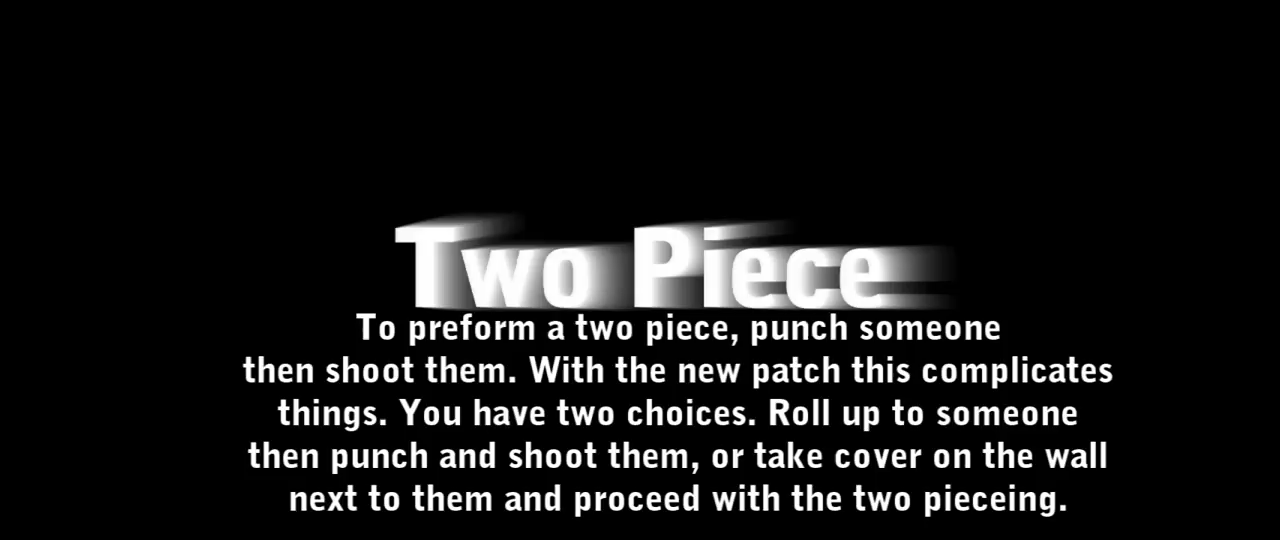 Two Piece
To preform a two piece, punch someone
then shoot them. With the new patch this complicates
things. You have two choices. Roll up to someone
then punch and shoot them, or take cover on the wall
next to them and proceed with the two pieceing.